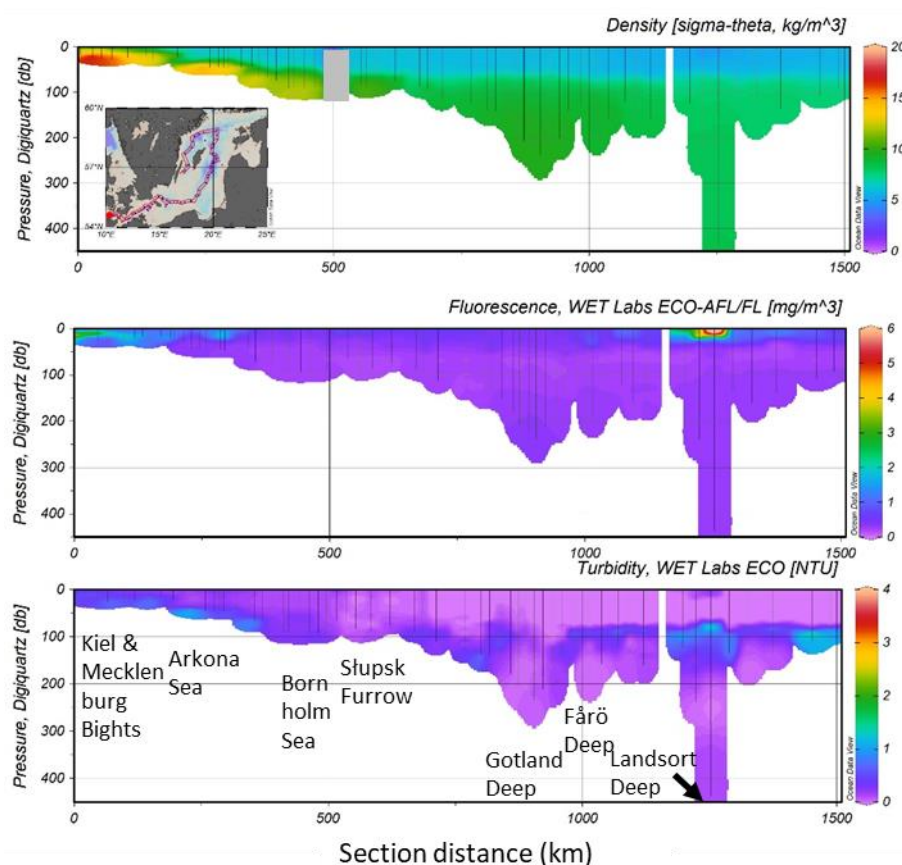 Density [sigma-theta, kg/m^3]
Pressure, Digiquartz [db]
0
100
200
300
400
0
500
1000
1500
60°N
57°N
54°N
10°E
15°E
20°E
25°E
Ocean Data View
20
15
10
5
0
Ocean Data View
Fluorescence, WET Labs ECO-AFL/FL [mg/m^3]
Pressure, Digiquartz [db]
0
100
200
300
400
0
500
1000
1500
6
5
4
3
2
1
0
Ocean Data View
Turbidity, WET Labs ECO [NTU]
Pressure, Digiquartz [db]
0
100
200
300
400
Kiel &
Mecklen
burg
Bights
Arkona
Sea
Born
holm
Sea
Słupsk
Furrow
Gotland
Deep
Fårö
Deep
Landsort
Deep
0
500
1000
1500
4
3
2
1
0
Ocean Data View
Section distance (km)